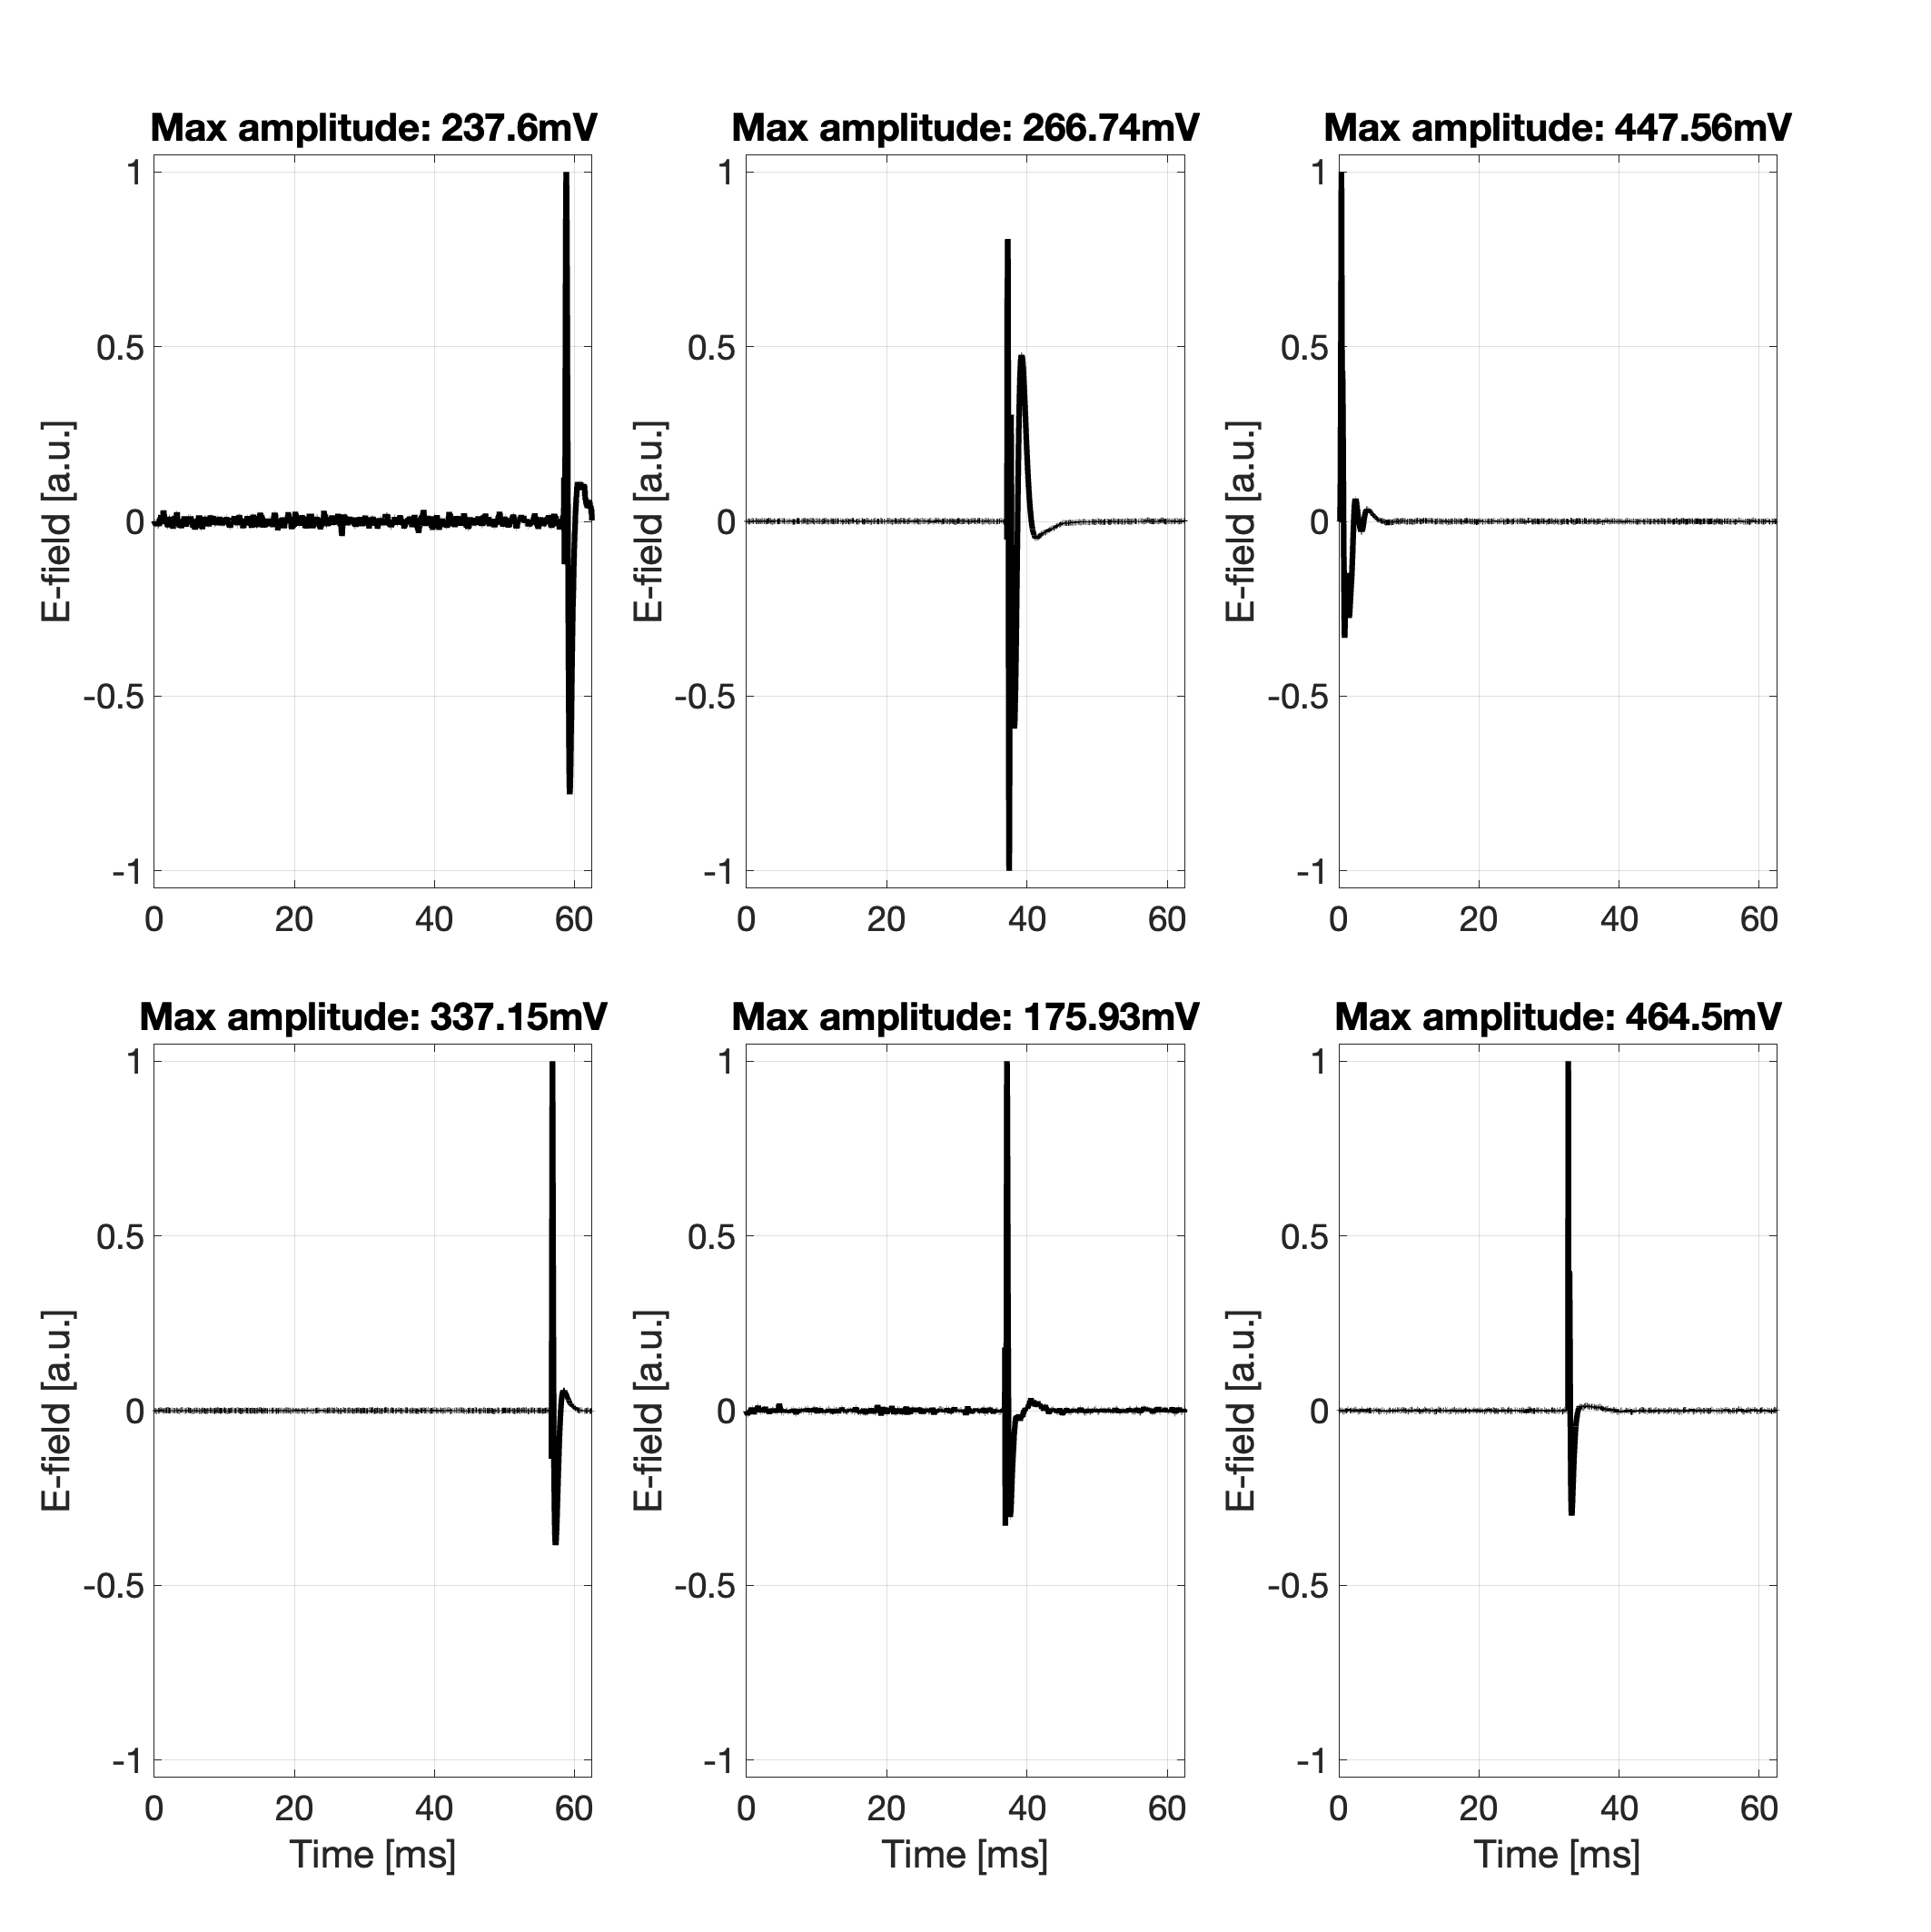 Max amplitude: 237.6mV
1
0.5
0
-0.5
-1
E-field [a.u.]
0 20 40 60
Max amplitude: 266.74mV
1
0.5
0
-0.5
-1
E-field [a.u.]
0 20 40 60
Max amplitude: 447.56mV
1
0.5
0
-0.5
-1
E-field [a.u.]
0 20 40 60
Max amplitude: 337.15mV
1
0.5
0
-0.5
-1
E-field [a.u.]
0 20 40 60
Time [ms]
Max amplitude: 175.93mV
1
0.5
0
-0.5
-1
E-field [a.u.]
0 20 40 60
Time [ms]
Max amplitude: 464.5mV
1
0.5
0
-0.5
-1
E-field [a.u.]
0 20 40 60
Time [ms]